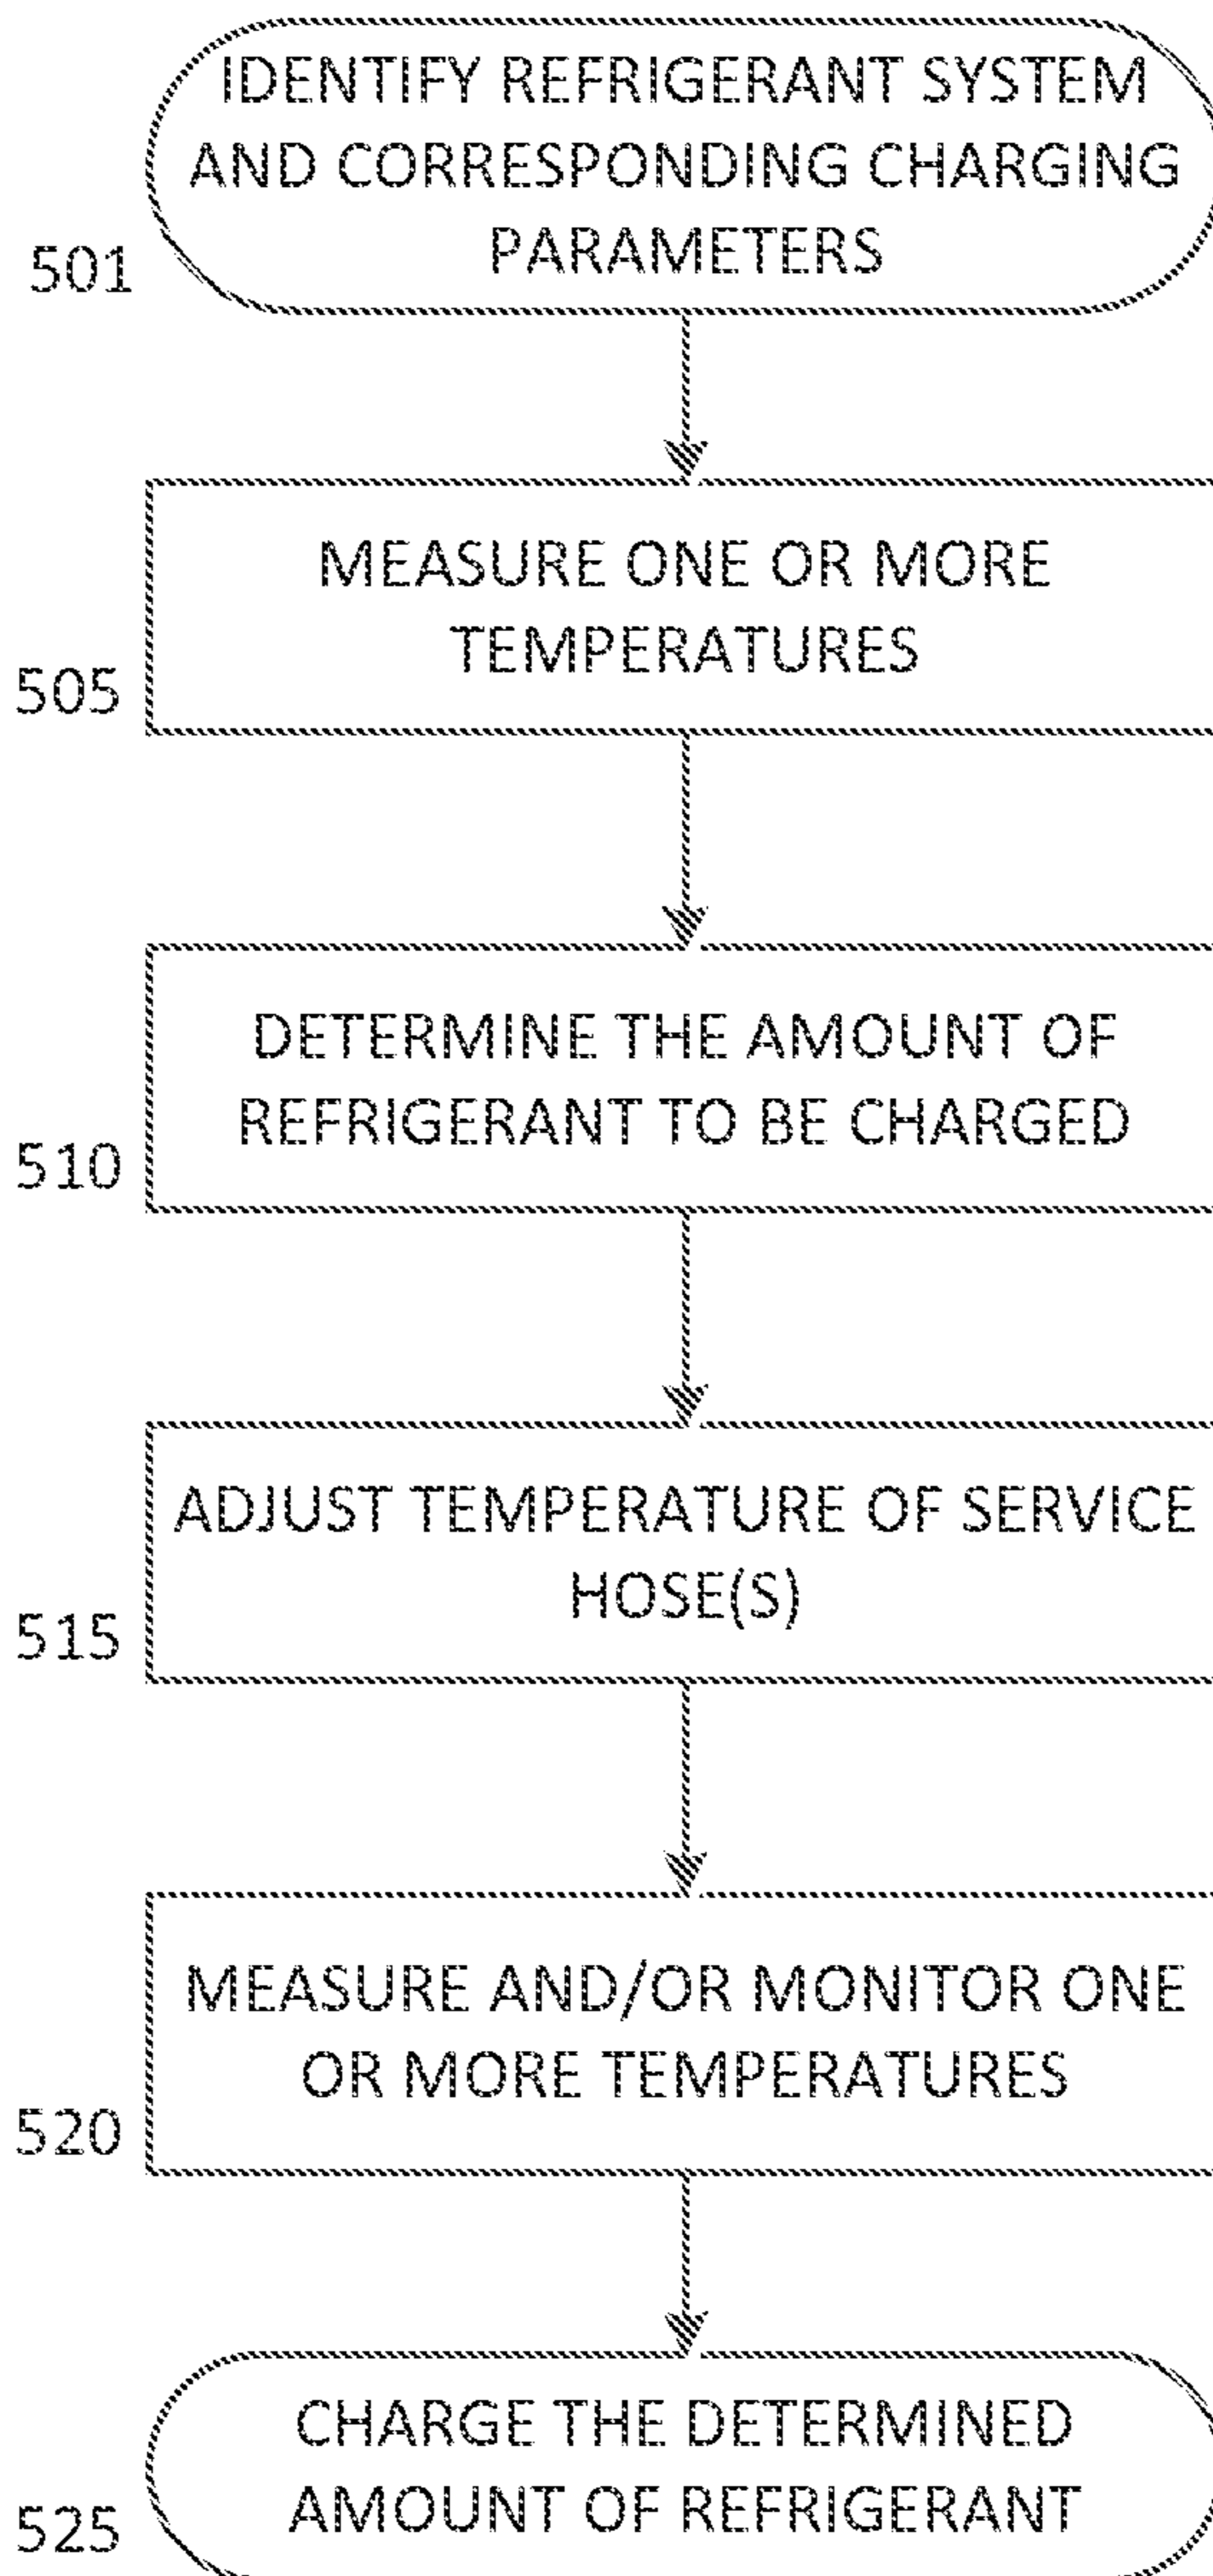 IDENTIFY REFRIGERANT SYSTEM
AND CORRESPONDING CHARGING
PARAMETERS
501
MEASURE ONE OR MORE
TEMPERATURES
505
DETERMINE THE AMOUNT OF
REFRIGERANT TO BE CHARGED
510
ADJUST TEMPERATURE OF SERVICE
HOSE(S)
515
MEASURE AND/OR MONITOR ONE
OR MORE TEMPERATURES
520
CHARGE THE DETERMINED
AMOUNT OF REFRIGERANT
525